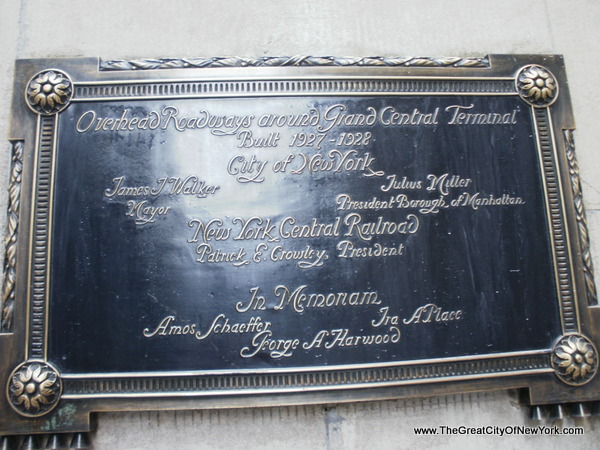 Overhead Roadways around Grand Central Terminal
Built 1927-1928
City of New York
James J Walker
Mayor
Julius Miller
President Borough of Manhattan
New York Central Railroad
Patrick E Crowley, President
In Memoriam
Amos Schaeffer
Ira A Place
George A Harwood
www.TheGreatCityOfNewYork.com